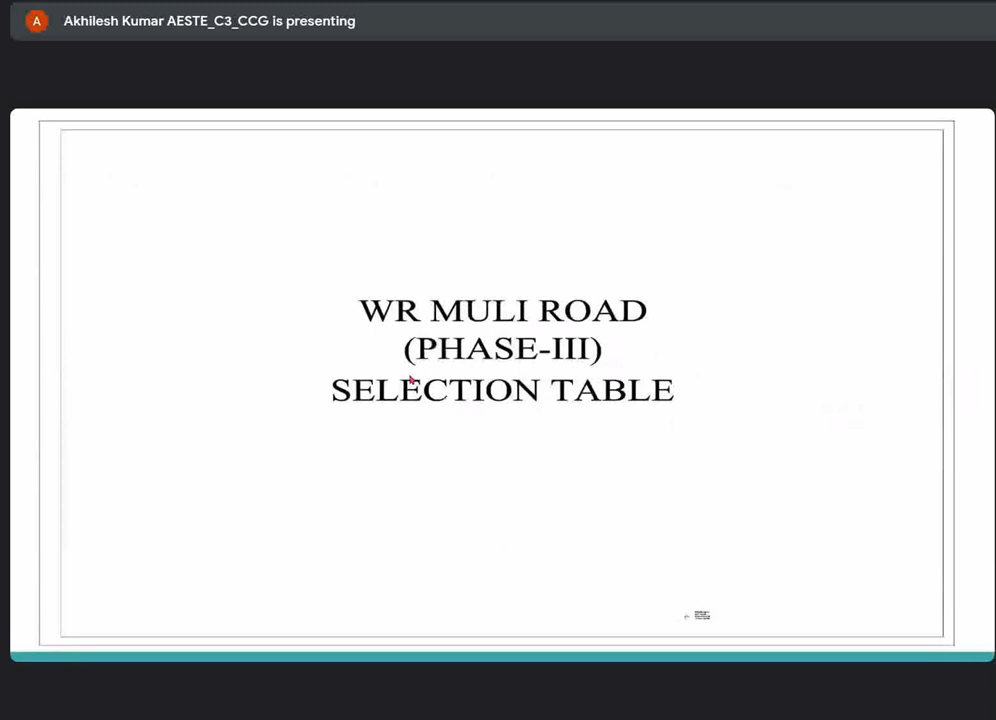 A
Akhilesh Kumar AESTE_C3_CCG is presenting
WR MULI ROAD
(PHASE-III)
SELECTION TABLE